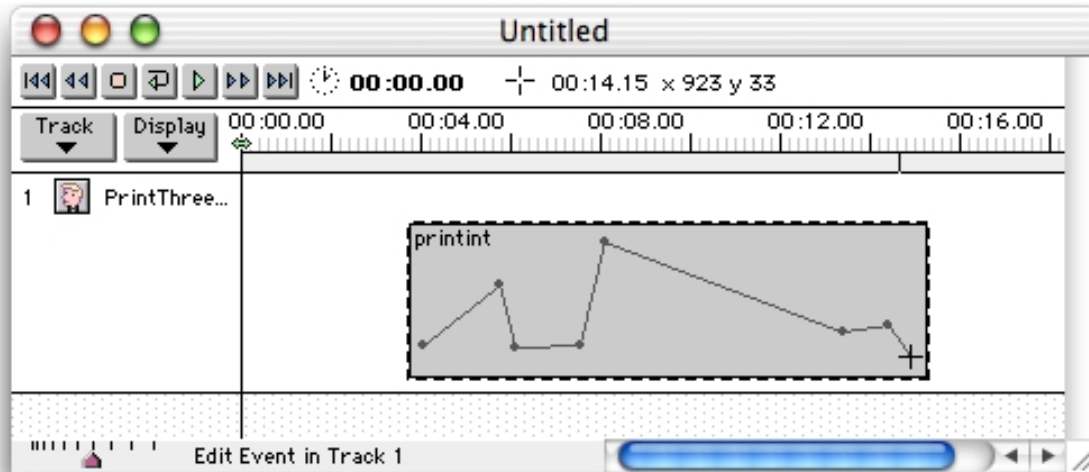 Untitled
00:00.00 00:14.15 x 923 y 33
Track Display 00:00.00 00:04.00 00:08.00 00:12.00 00:16.00
1 PrintThree...
printint
Edit Event in Track 1